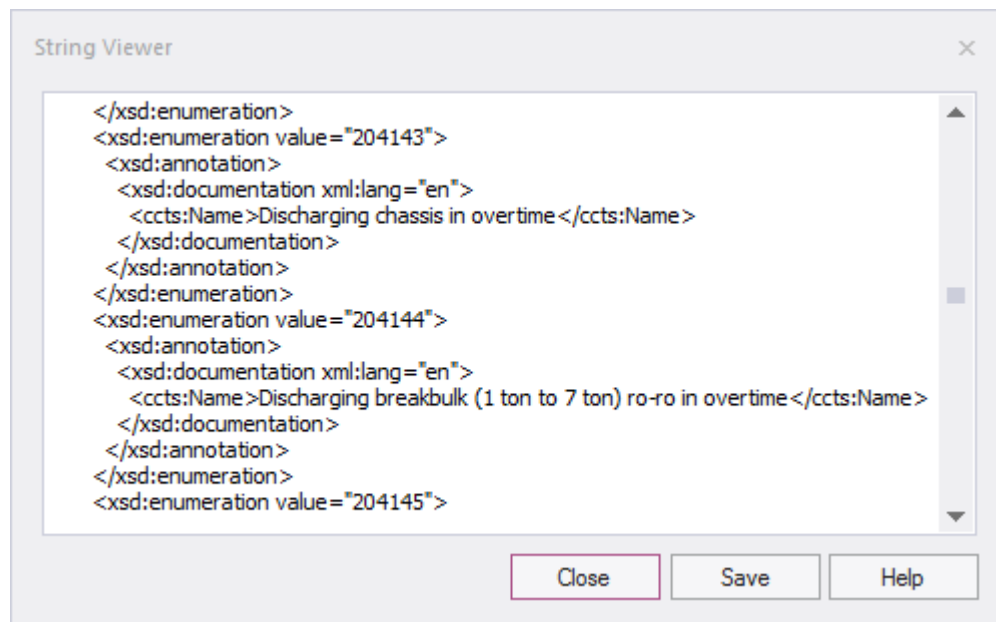 String Viewer
</xsd:enumeration>
<xsd:enumeration value="204143">
<xsd:annotation>
<xsd:documentation xml:lang="en">
<ccts:Name>Discharging chassis in overtime</ccts:Name>
</xsd:documentation>
</xsd:annotation>
</xsd:enumeration>
<xsd:enumeration value="204144">
<xsd:annotation>
<xsd:documentation xml:lang="en">
<ccts:Name>Discharging breakbulk (1 ton to 7 ton) ro-ro in overtime</ccts:Name>
</xsd:documentation>
</xsd:annotation>
</xsd:enumeration>
<xsd:enumeration value="204145">
Close Save Help